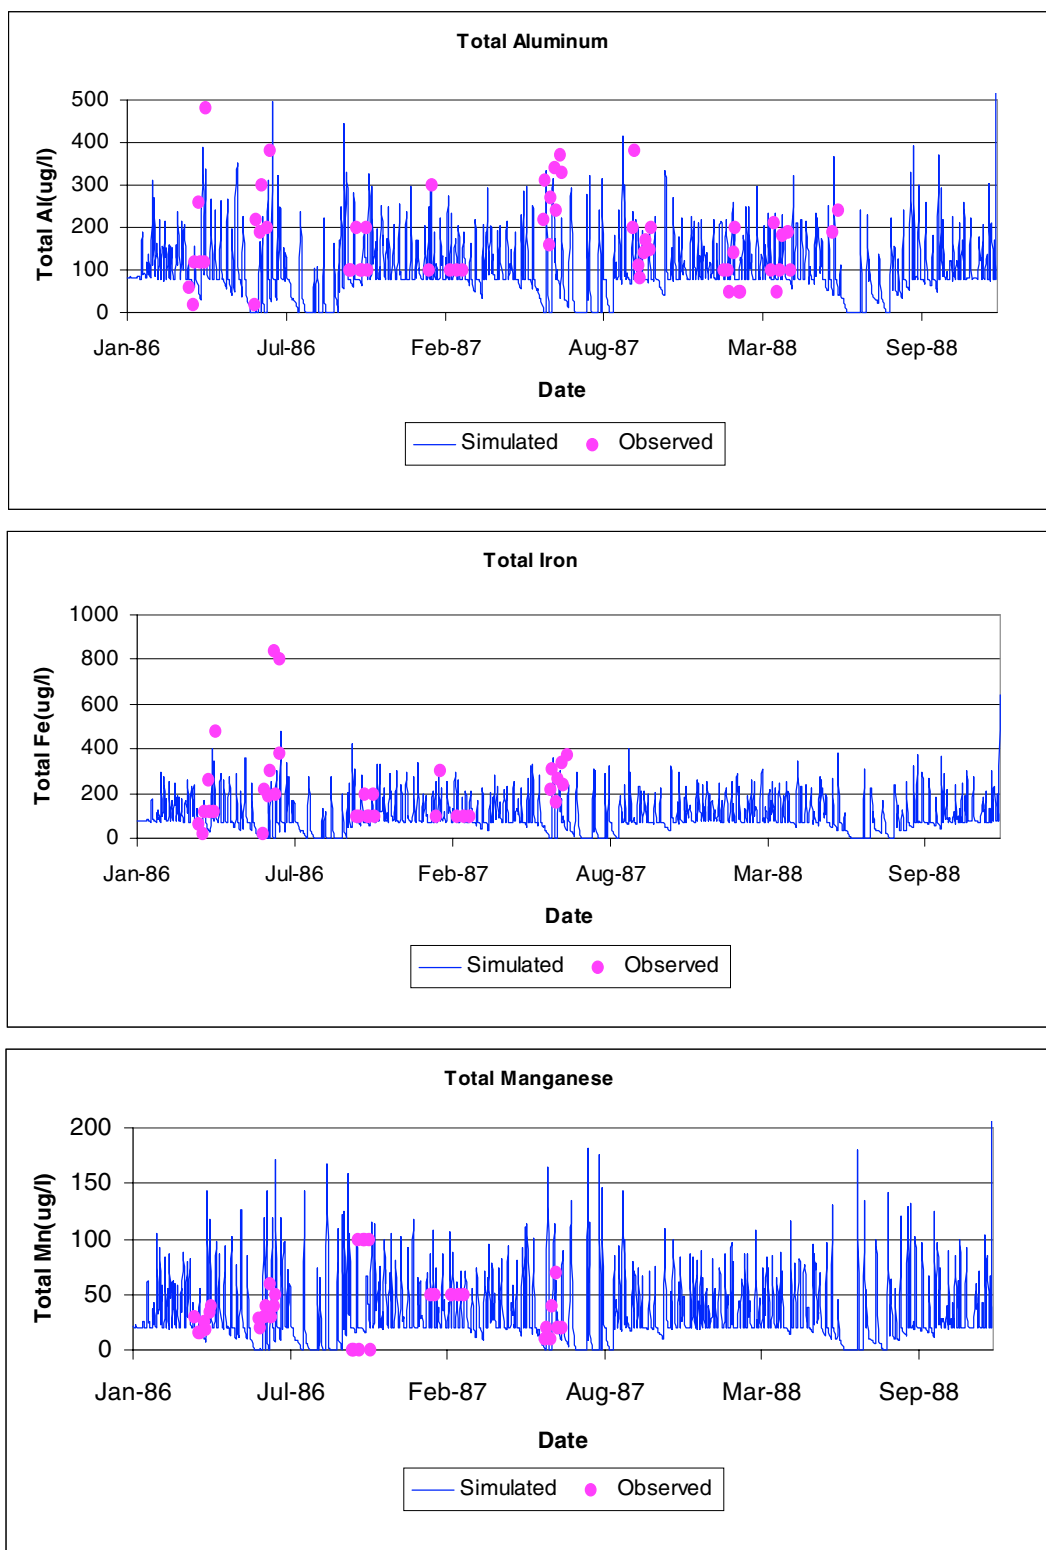 Total Aluminum
Total Al(ug/l)
500
400
300
200
100
0
Jan-86 Jul-86 Feb-87 Aug-87 Mar-88 Sep-88
Date
Simulated Observed
Total Iron
Total Fe(ug/l)
1000
800
600
400
200
0
Jan-86 Jul-86 Feb-87 Aug-87 Mar-88 Sep-88
Date
Simulated Observed
Total Manganese
Total Mn(ug/l)
200
150
100
50
0
Jan-86 Jul-86 Feb-87 Aug-87 Mar-88 Sep-88
Date
Simulated Observed